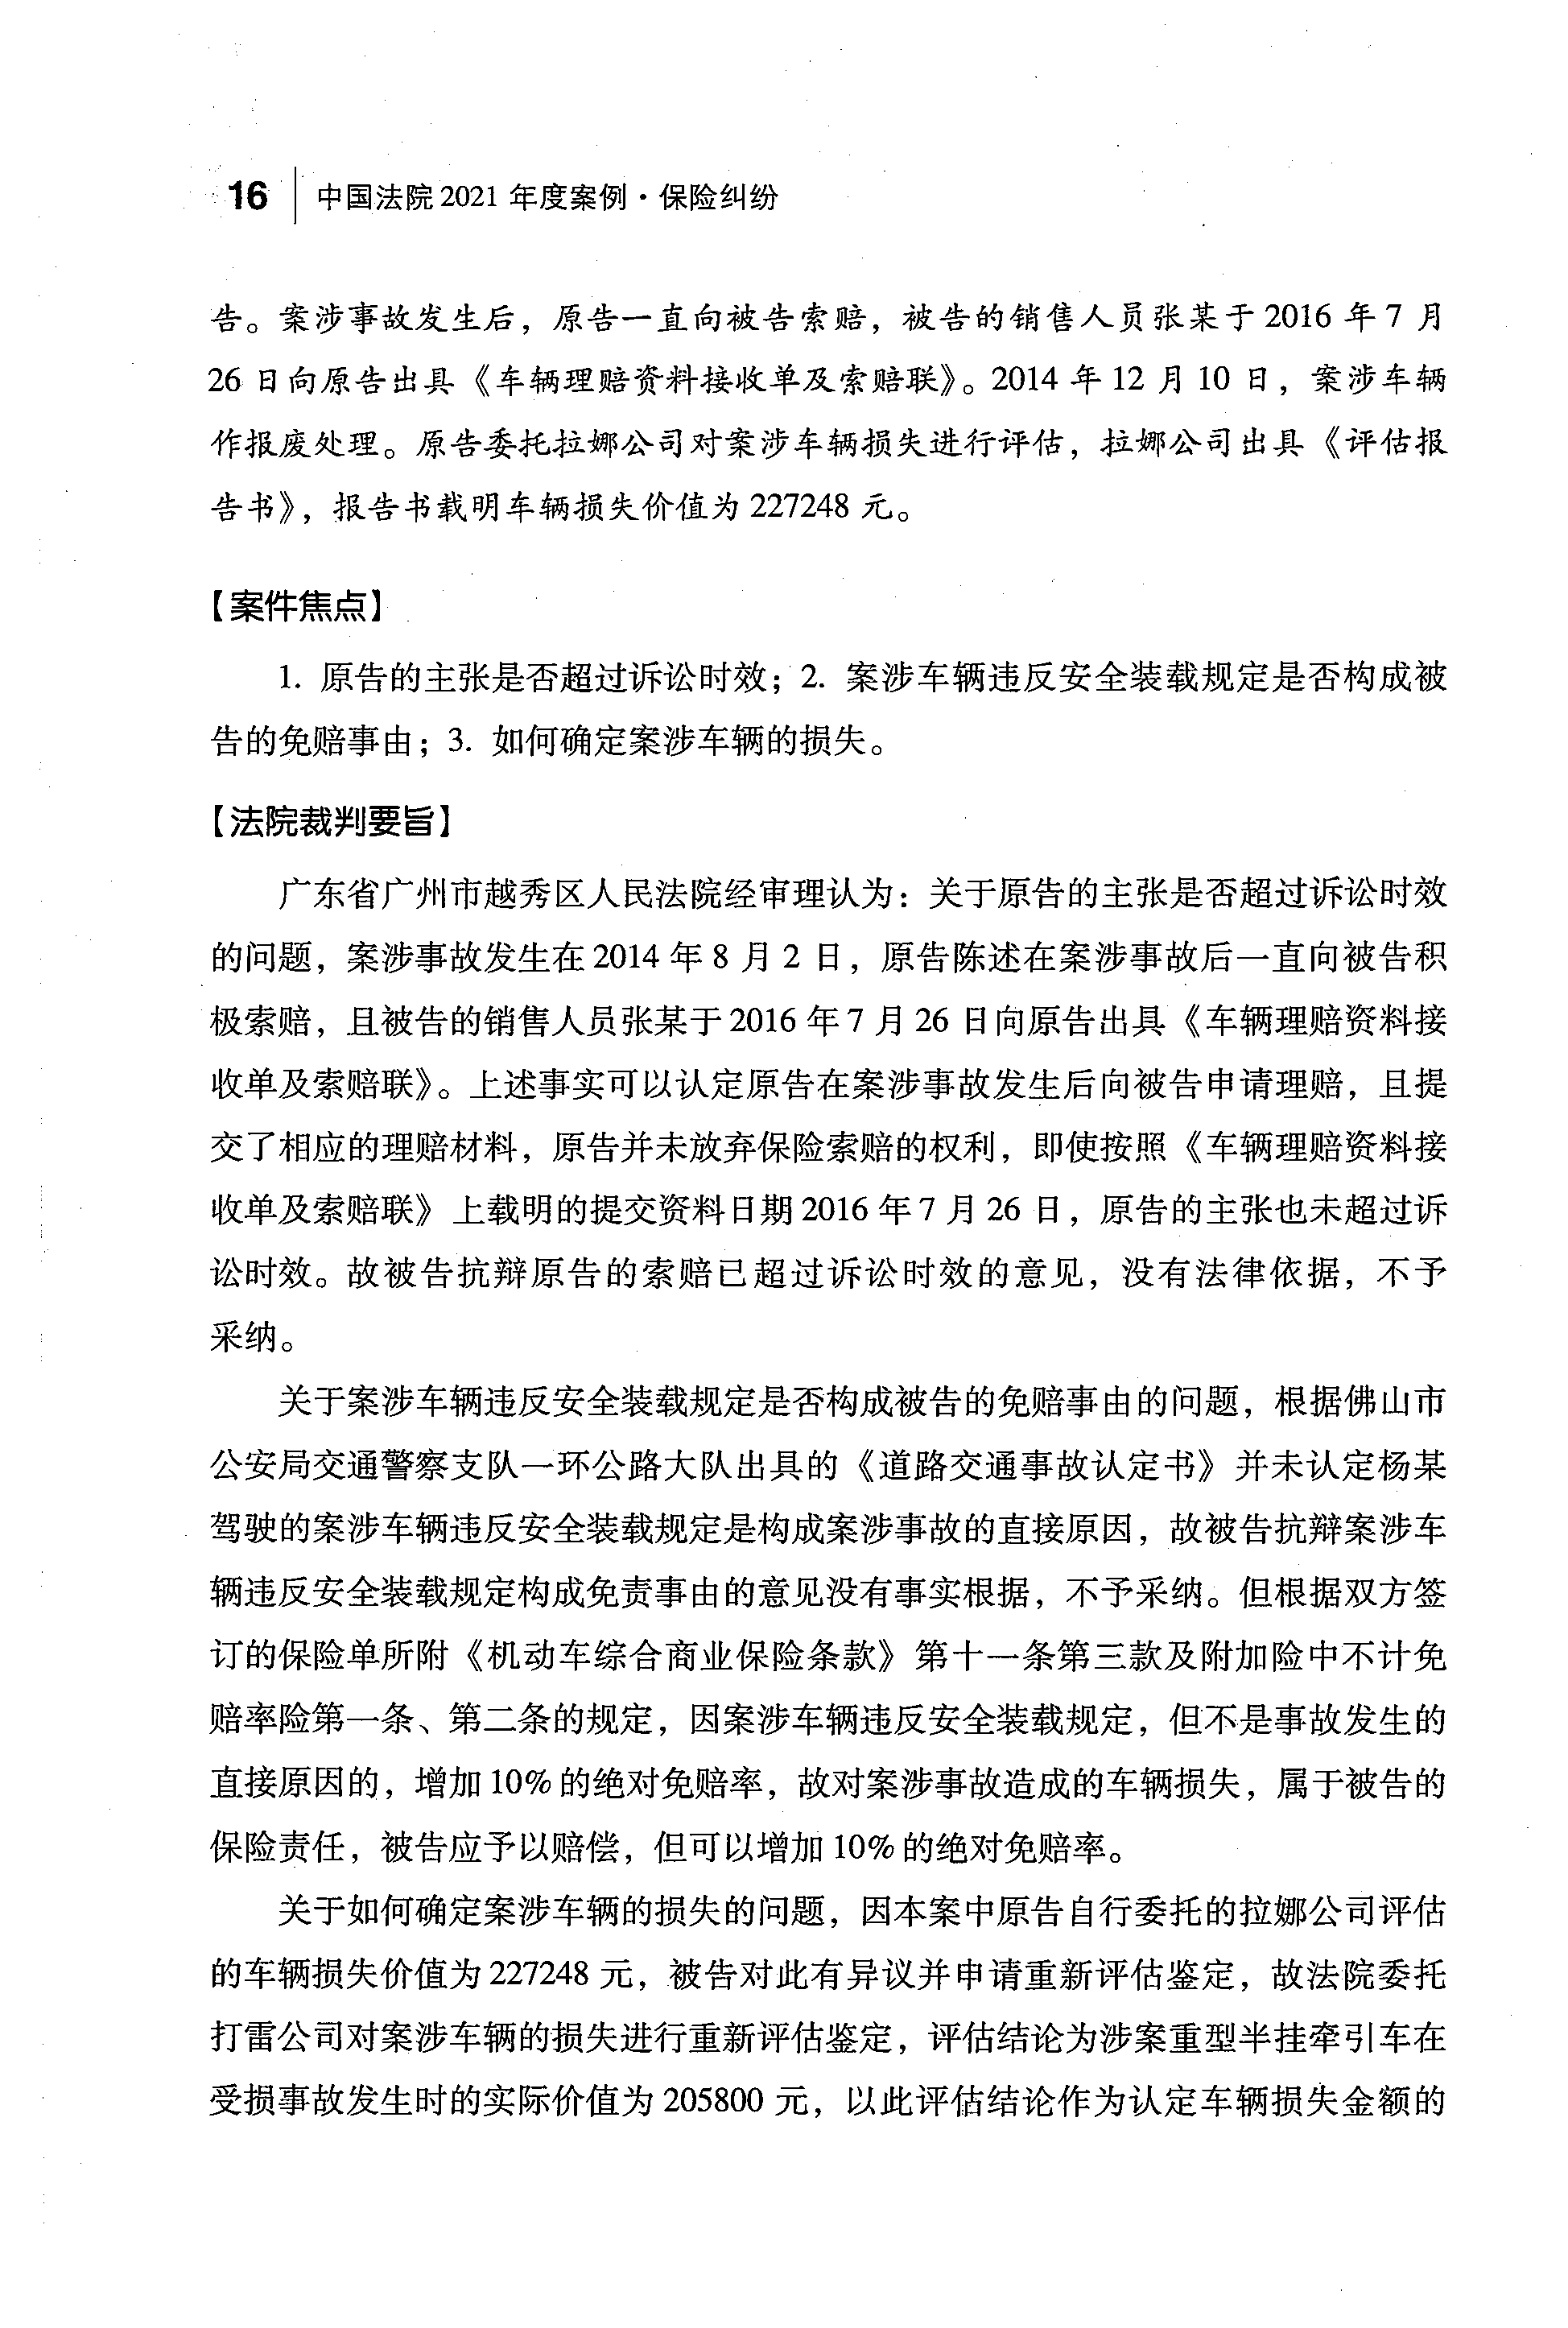 16 中国法院 2021 年度案例·保险纠纷
告。案涉事故发生后，原告一直向被告索赔，被告的销售人员张某于 2016 年 7 月
26 日向原告出具《车辆理赔资料接收单及索赔联》。2014 年 12 月 10 日，案涉车辆
作报废处理。原告委托拉娜公司对案涉车辆损失进行评估，拉娜公司出具《评估报
告书》，报告书载明车辆损失价值为 227248 元。
【案件焦点】
1. 原告的主张是否超过诉讼时效；2. 案涉车辆违反安全装载规定是否构成被
告的免赔事由；3. 如何确定案涉车辆的损失。
【法院裁判要旨】
广东省广州市越秀区人民法院经审理认为：关于原告的主张是否超过诉讼时效
的问题，案涉事故发生在 2014 年 8 月 2 日，原告陈述在案涉事故后一直向被告积
极索赔，且被告的销售人员张某于 2016 年 7 月 26 日向原告出具《车辆理赔资料接
收单及索赔联》。上述事实可以认定原告在案涉事故发生后向被告申请理赔，且提
交了相应的理赔材料，原告并未放弃保险索赔的权利，即使按照《车辆理赔资料接
收单及索赔联》上载明的提交资料日期 2016 年 7 月 26 日，原告的主张也未超过诉
讼时效。故被告抗辩原告的索赔已超过诉讼时效的意见，没有法律依据，不予
采纳。
关于案涉车辆违反安全装载规定是否构成被告的免赔事由的问题，根据佛山市
公安局交通警察支队一环公路大队出具的《道路交通事故认定书》并未认定杨某
驾驶的案涉车辆违反安全装载规定是构成案涉事故的直接原因，故被告抗辩案涉车
辆违反安全装载规定构成免责事由的意见没有事实根据，不予采纳。但根据双方签
订的保险单所附《机动车综合商业保险条款》第十一条第三款及附加险中不计免
赔率险第一条、第二条的规定，因案涉车辆违反安全装载规定，但不是事故发生的
直接原因的，增加 10% 的绝对免赔率，故对案涉事故造成的车辆损失，属于被告的
保险责任，被告应予以赔偿，但可以增加 10% 的绝对免赔率。
关于如何确定案涉车辆的损失的问题，因本案中原告自行委托的拉娜公司评估
的车辆损失价值为 227248 元，被告对此有异议并申请重新评估鉴定，故法院委托
打雷公司对案涉车辆的损失进行重新评估鉴定，评估结论为涉案重型半挂牵引车在
受损事故发生时的实际价值为 205800 元，以此评估结论作为认定车辆损失金额的